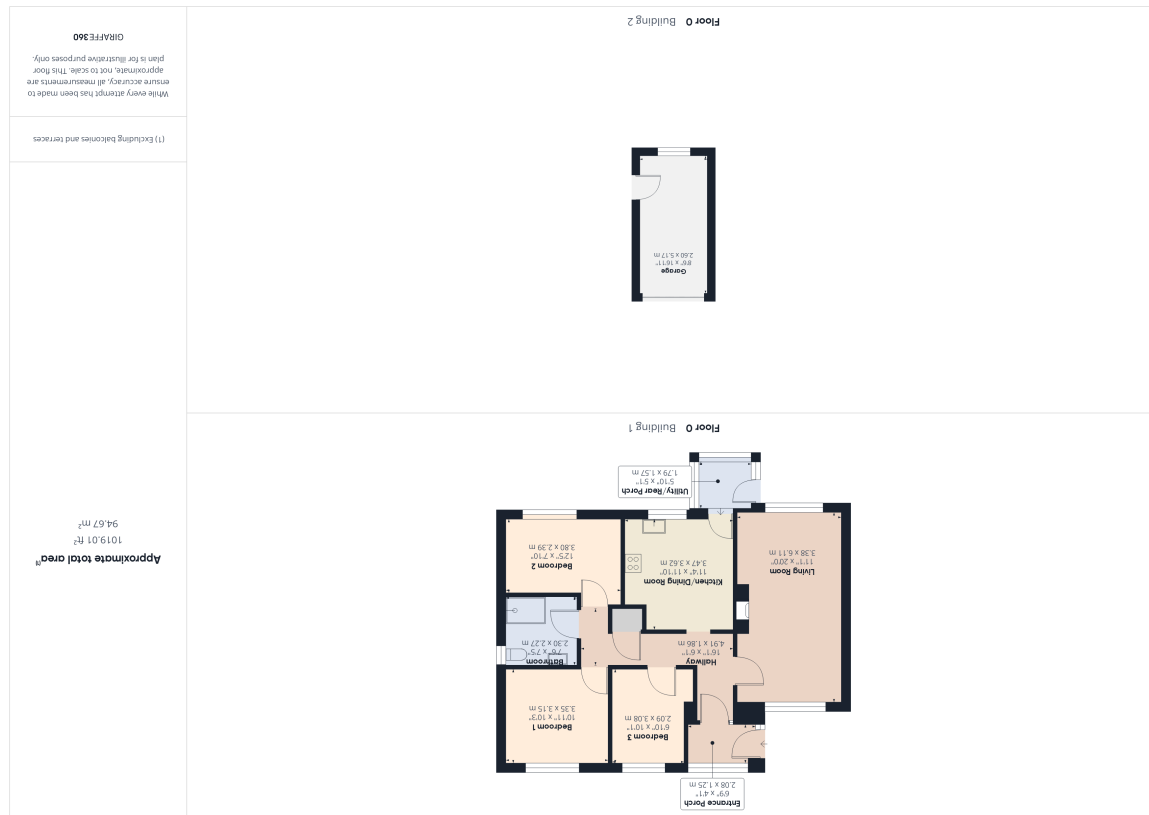 Entrance Porch
6'9" x 4'1"
2.08 x 1.25 m
Bedroom 3
6'10" x 10'1"
2.09 x 3.08 m
Bedroom 1
10'11" x 10'3"
3.35 x 3.15 m
Hallway
16'1" x 6'1"
4.91 x 1.86 m
Bathroom
7'6" x 7'5"
2.30 x 2.27 m
Living Room
11'1" x 20'0"
3.38 x 6.11 m
Kitchen/Dining Room
11'4" x 11'10"
3.47 x 3.62 m
Bedroom 2
12'5" x 7'10"
3.80 x 2.39 m
Utility/Rear Porch
5'10" x 5'1"
1.79 x 1.57 m
Floor 0 Building 1
Garage
8'6" x 16'11"
2.60 x 5.17 m
Floor 0 Building 2
Approximate total area(1)
1019.01 ft²
94.67 m²
(1) Excluding balconies and terraces
While every attempt has been made to
ensure accuracy, all measurements are
approximate, not to scale. This floor
plan is for illustrative purposes only.
GIRAFFE360